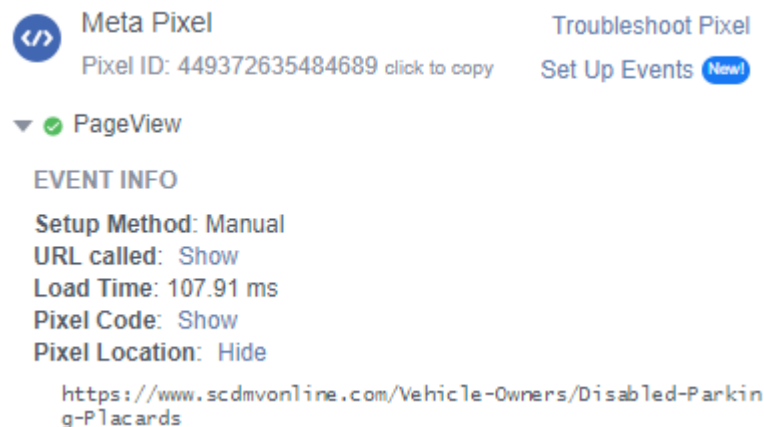 Meta Pixel
Troubleshoot Pixel
Pixel ID: 449372635484689 click to copy
Set Up Events New!
PageView
EVENT INFO
Setup Method: Manual
URL called: Show
Load Time: 107.91 ms
Pixel Code: Show
Pixel Location: Hide
https://www.scdmvonline.com/Vehicle-Owners/Disabled-Parkin
g-Placards